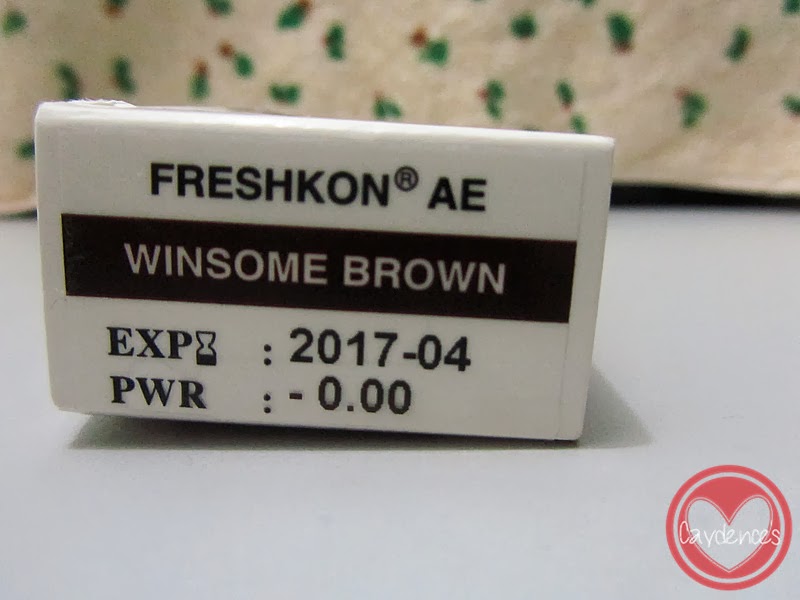 FRESHKON® AE
WINSOME BROWN
EXP⌛ : 2017-04
PWR : - 0.00
Caydences